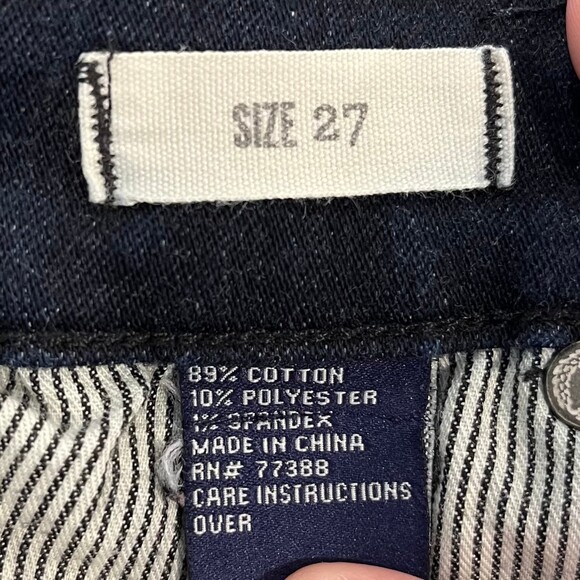 SIZE 27
89% COTTON
10% POLYESTER
1% SPANDEX
MADE IN CHINA
RN# 77388
CARE INSTRUCTIONS
OVER